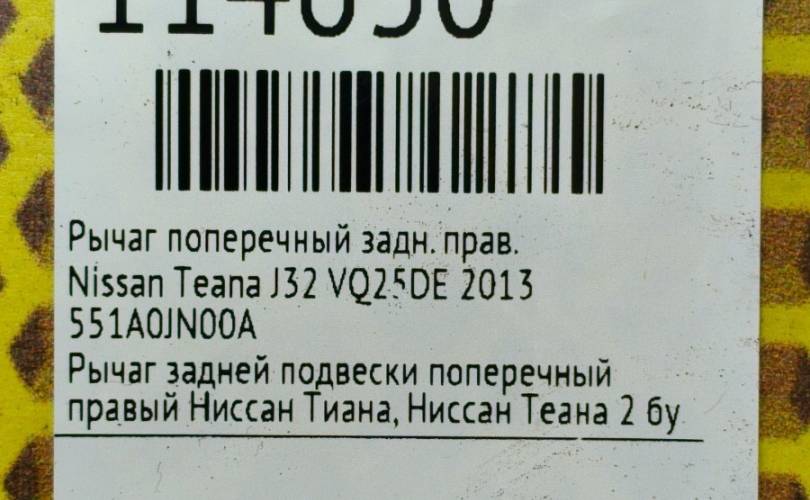 114650
Рычаг поперечный задн. прав.
Nissan Teana J32 VQ25DE 2013
551A0JN00A
Рычаг задней подвески поперечный
правый Ниссан Тиана, Ниссан Теана 2 бу